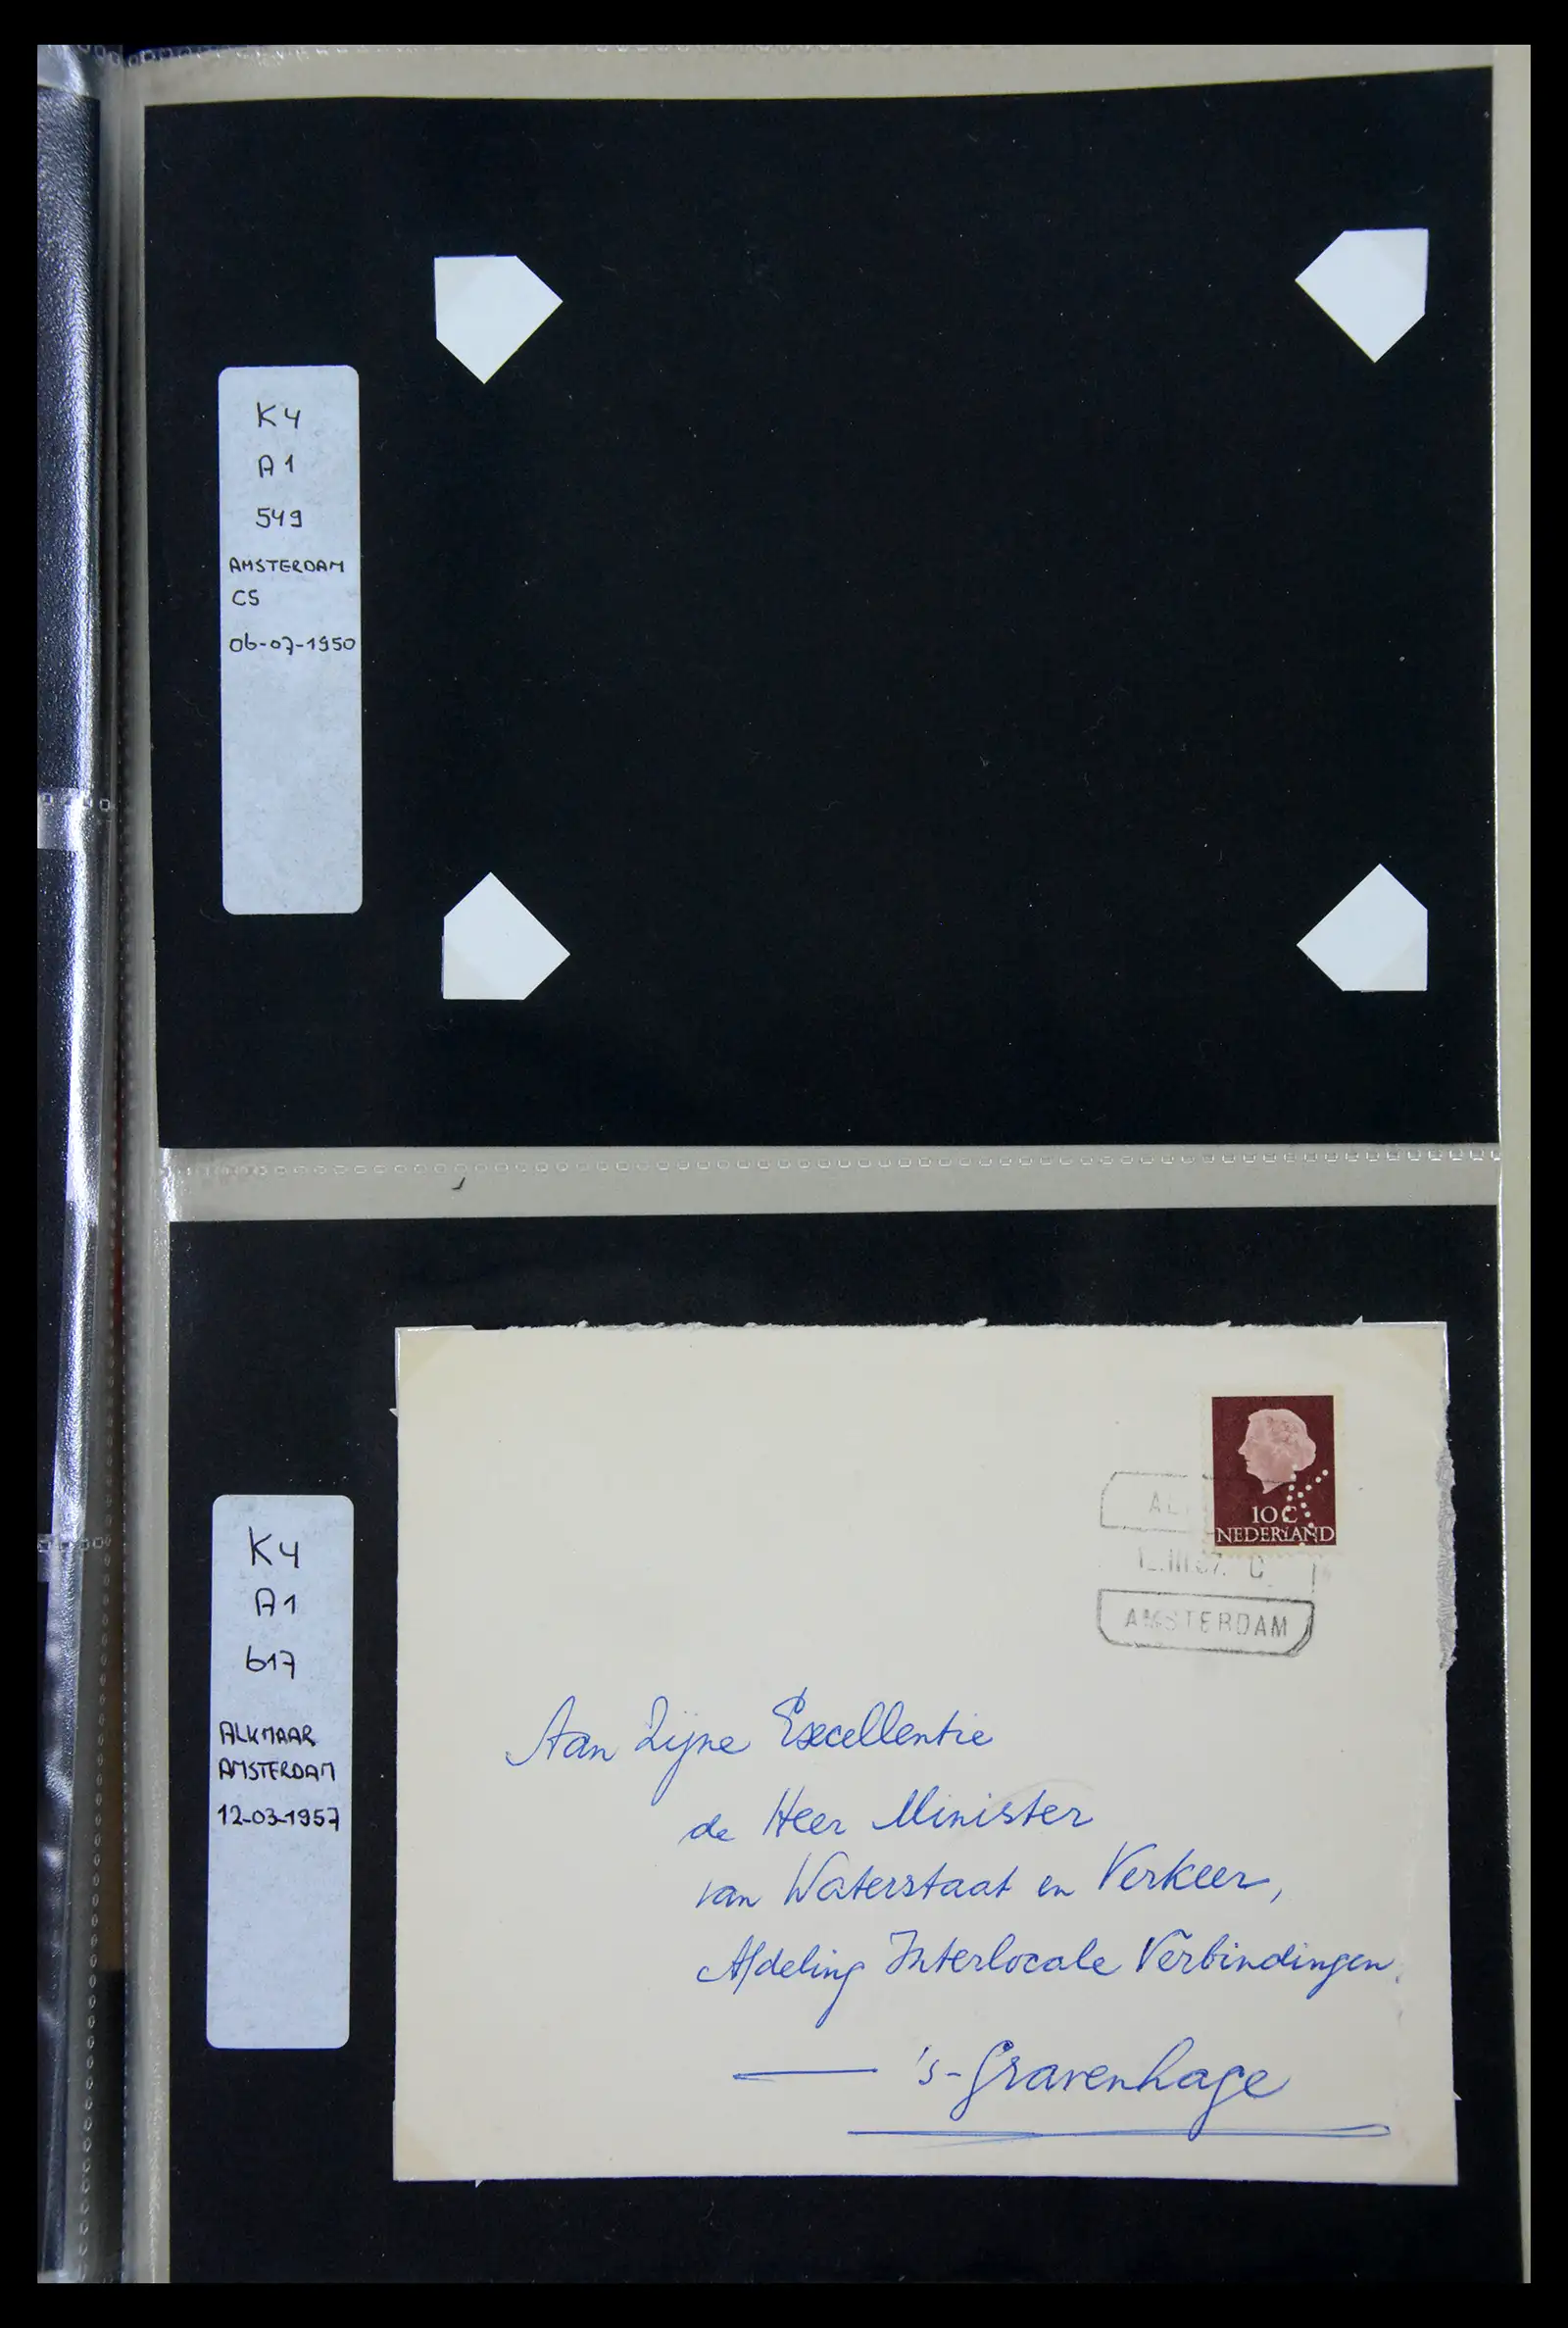 K4
A1
549
AMSTERDAM
CS
06-07-1950
K4
A1
617
ALKMAAR
AMSTERDAM
12-03-1957
10C
NEDERLAND
AMSTERDAM
Aan Zijne Excellentie
de Heer Minister
van Waterstaat en Verkeer,
Afdeling Interlocale Verbindingen.
's-Gravenhage